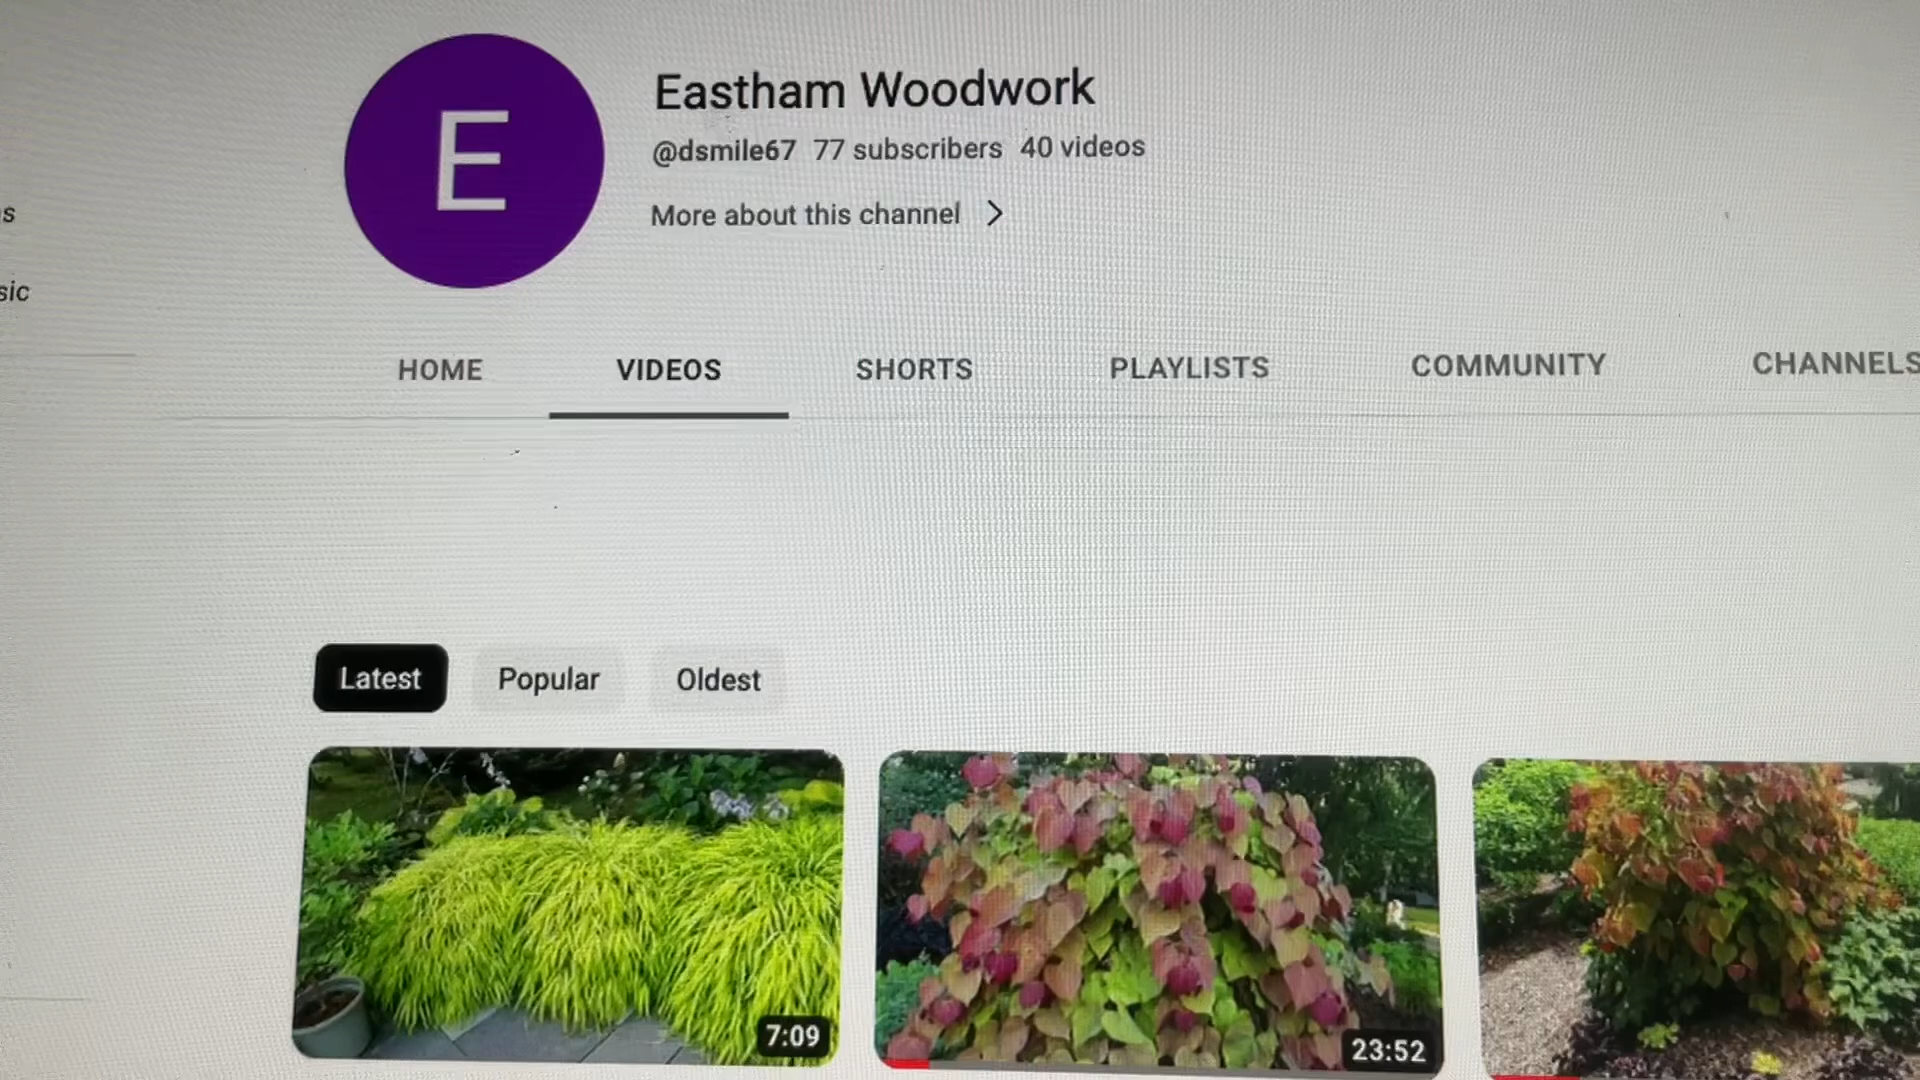 E
Eastham Woodwork
@dsmile67 77 subscribers 40 videos
More about this channel
HOME VIDEOS SHORTS PLAYLISTS COMMUNITY CHANNELS
Latest Popular Oldest
7:09
23:52